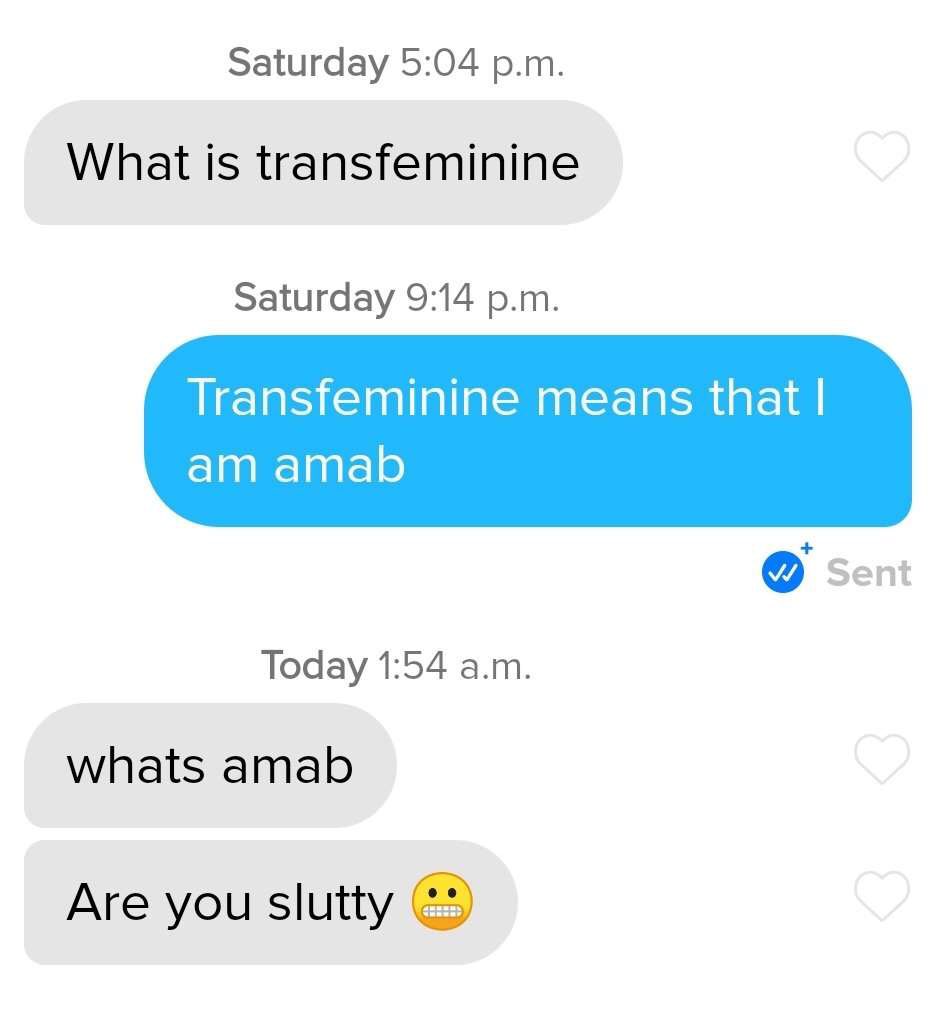 Saturday 5:04 p.m.
What is transfeminine
Saturday 9:14 p.m.
Transfeminine means that I
am amab
Sent
Today 1:54 a.m.
whats amab
Are you slutty 😬